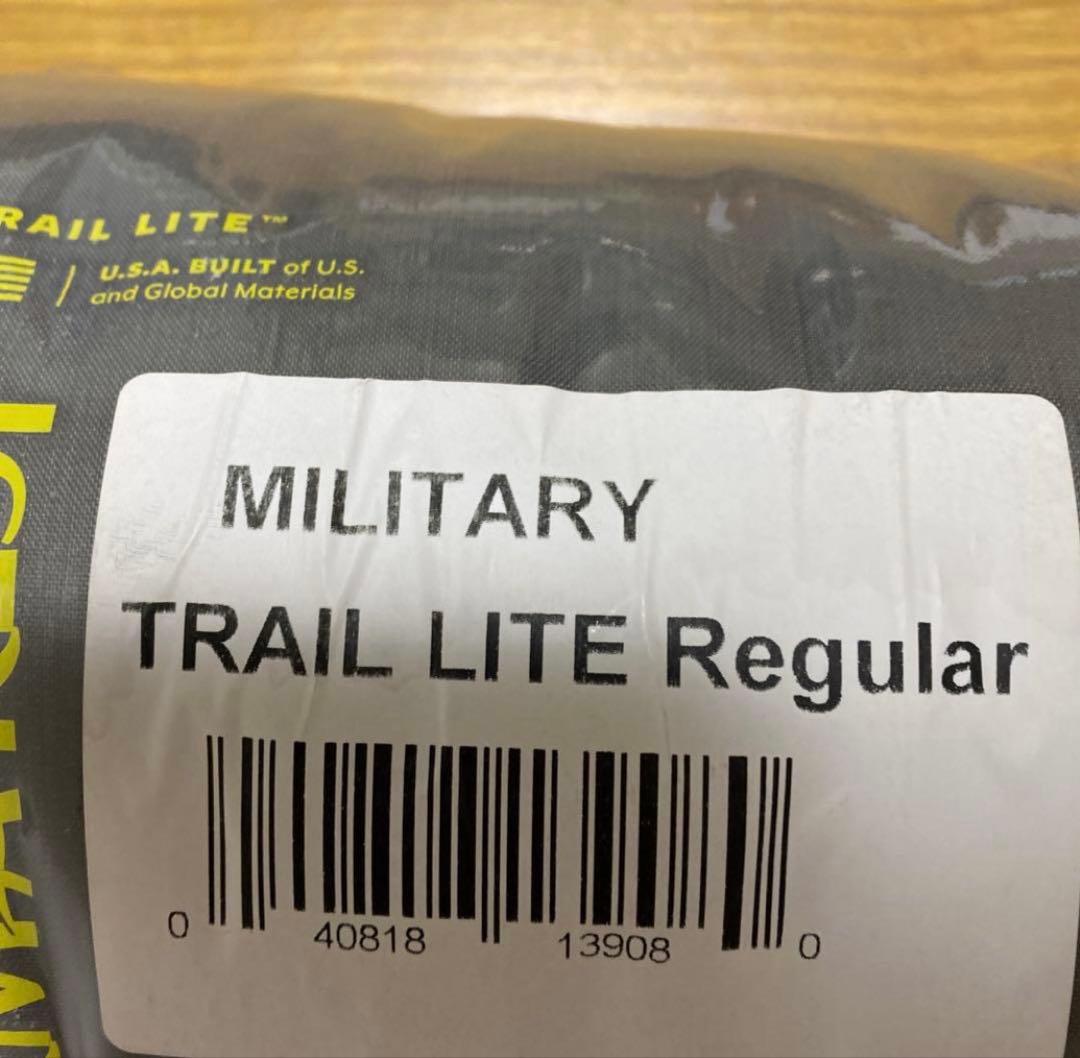 RAIL LITE™
U.S.A. BUILT of U.S.
and Global Materials
MILITARY
TRAIL LITE Regular
0 40818 13908 0